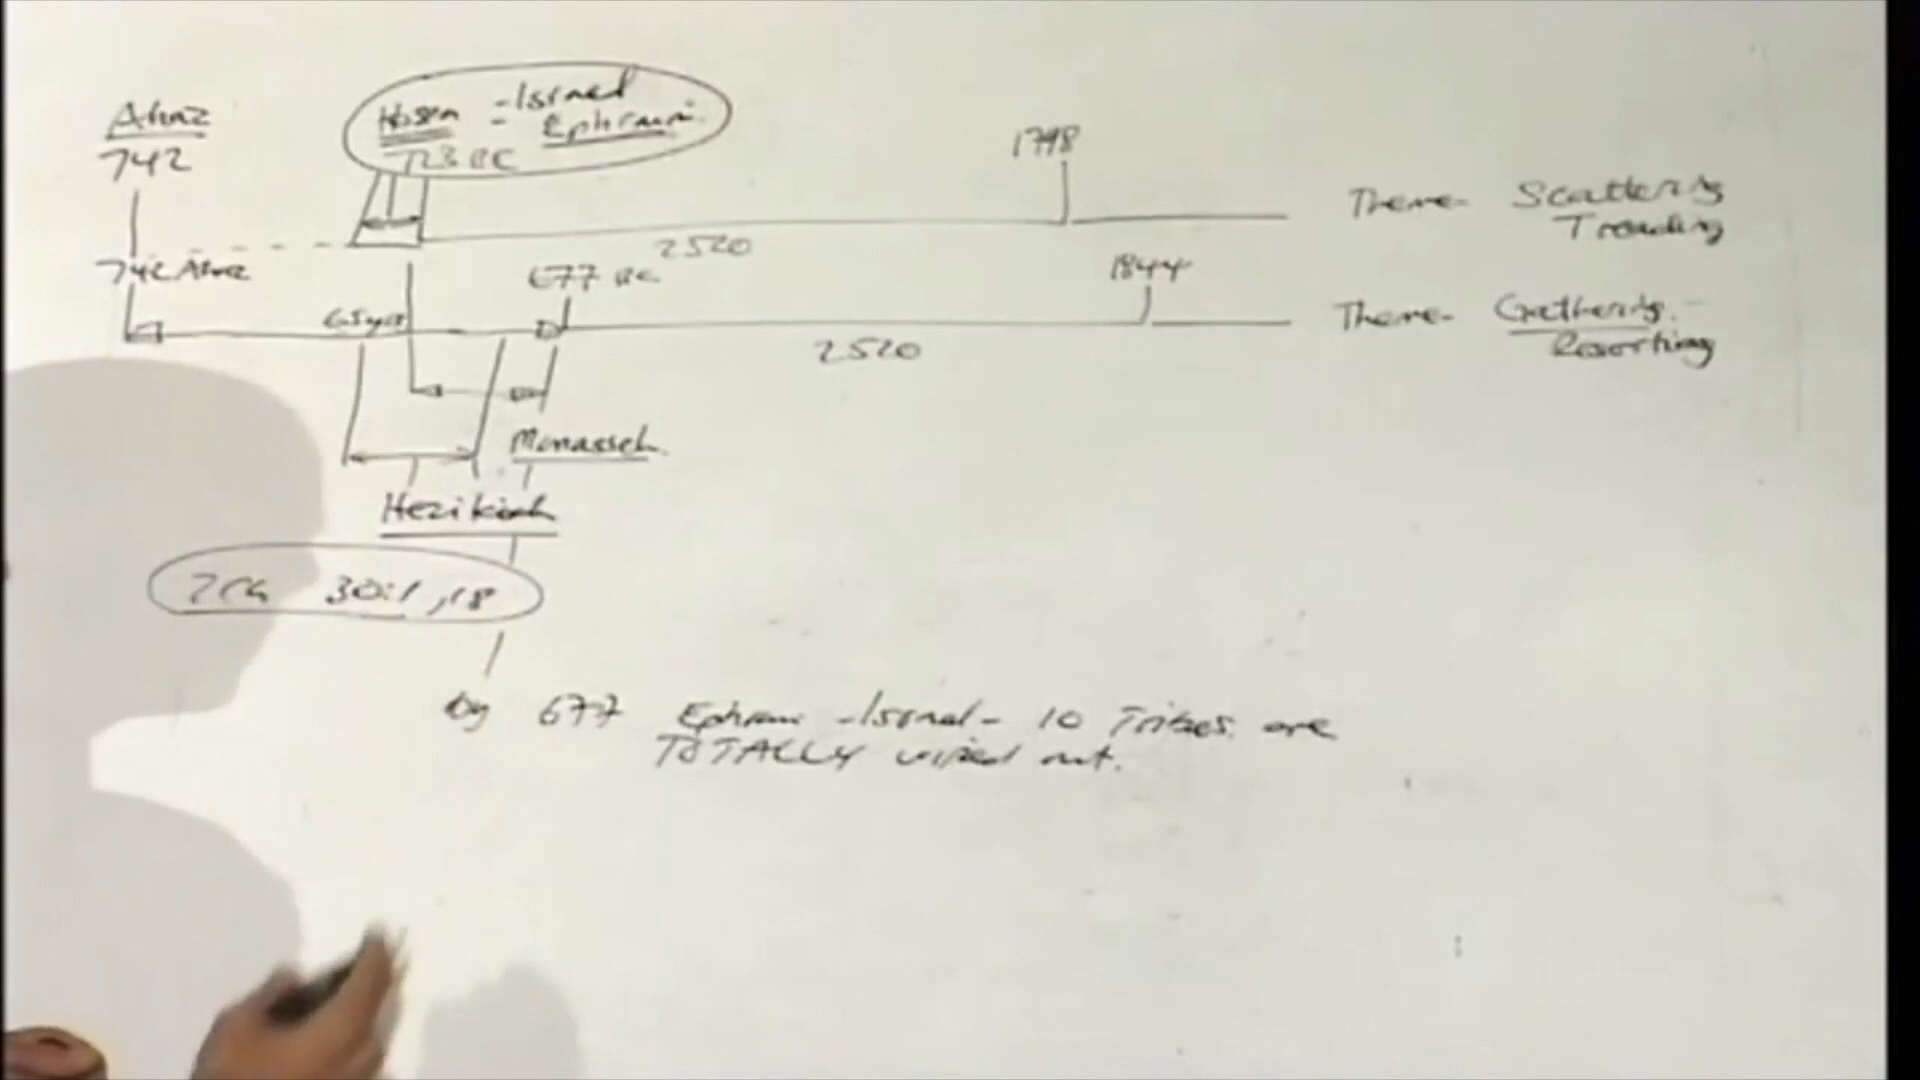 Ahaz
742
Hosea - Israel
- Ephraim.
723 BC
1798
Theme - Scattering
Treading
2520
742 Ahaz
677 BC
1844
65yrs
Theme - Gathering. -
2520
Manasseh.
Hezikiah
2Ch 30:1,18
by 677 Ephraim - Israel - 10 Tribes are
TOTALLY wiped out.